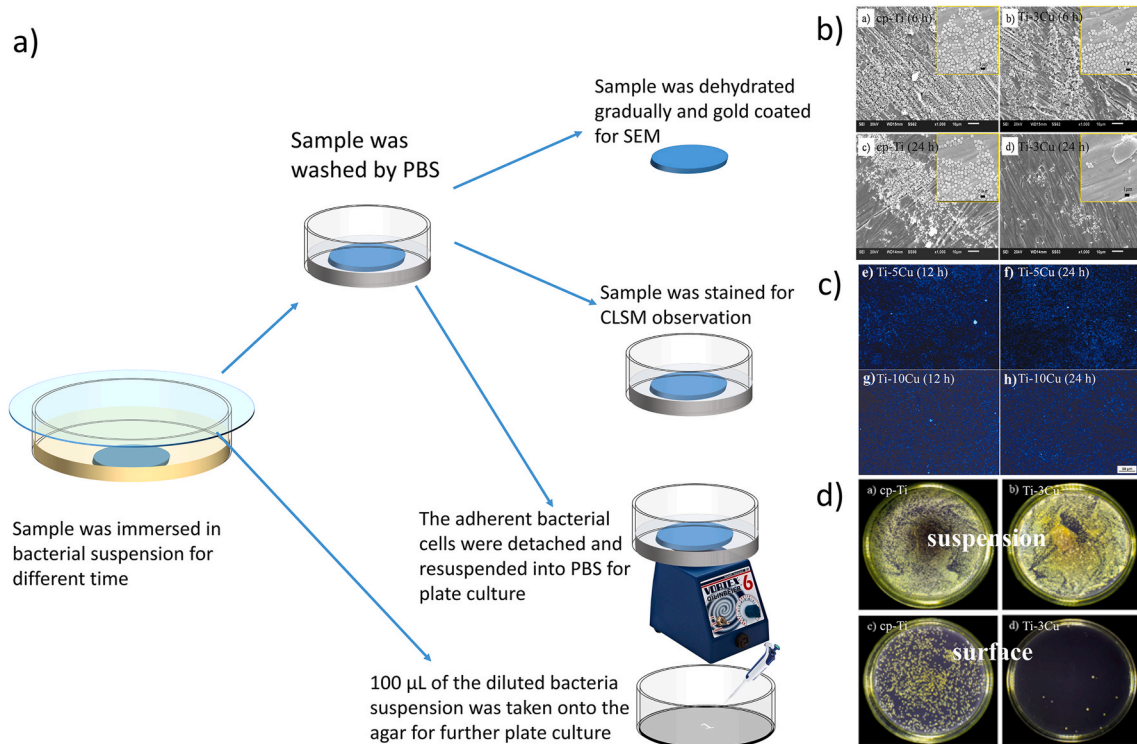 a)
Sample was immersed in
bacterial suspension for
different time
Sample was
washed by PBS
Sample was dehydrated
gradually and gold coated
for SEM
Sample was stained for
CLSM observation
The adherent bacterial
cells were detached and
resuspended into PBS for
plate culture
VORTEX
6
100 µL of the diluted bacteria
suspension was taken onto the
agar for further plate culture
b)
a) cp-Ti (6 h)
b) Ti-3Cu (6 h)
c) cp-Ti (24 h)
d) Ti-3Cu (24 h)
c)
e) Ti-5Cu (12 h)
f) Ti-5Cu (24 h)
g) Ti-10Cu (12 h)
h) Ti-10Cu (24 h)
d)
a) cp-Ti
b) Ti-3Cu
suspension
c) cp-Ti
d) Ti-3Cu
surface